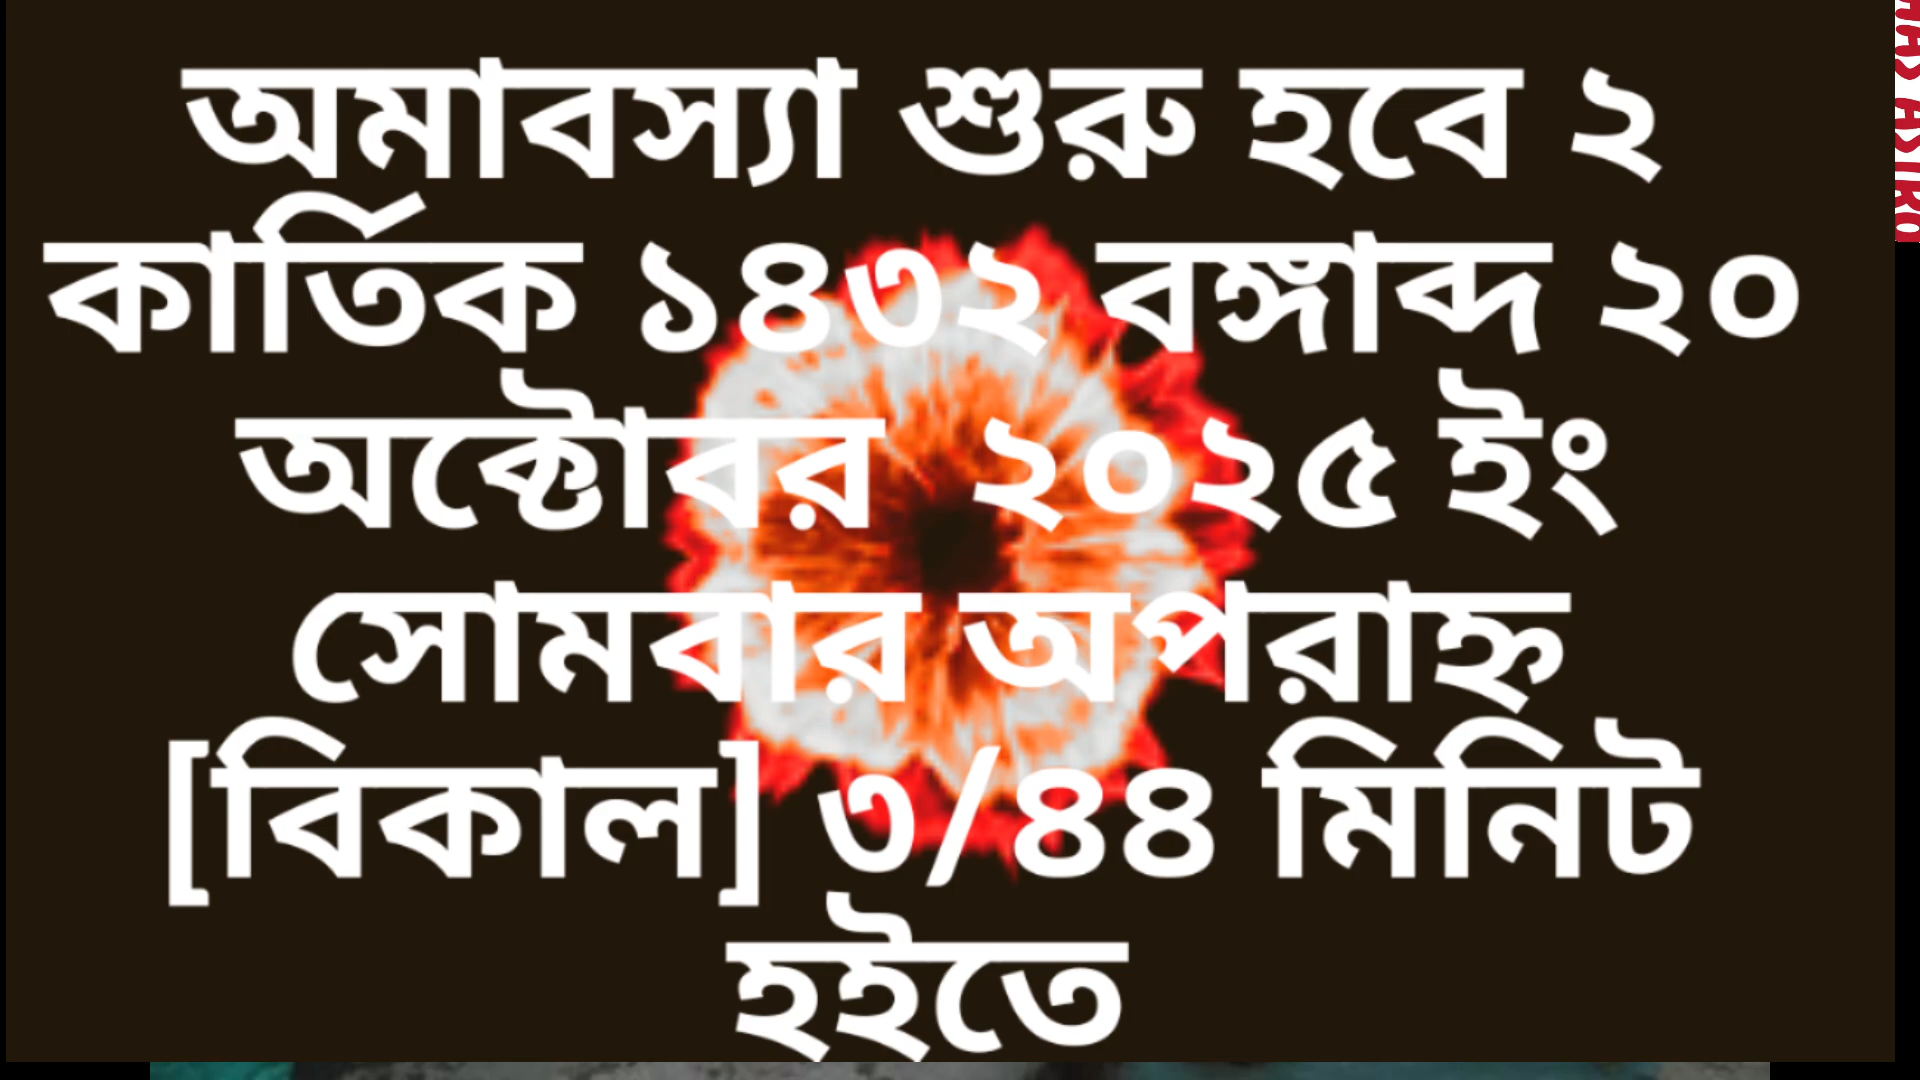 অমাবস্যা শুরু হবে ২
কার্তিক ১৪৩২ বঙ্গাব্দ ২০
অক্টোবর ২০২৫ ইং
সোমবার অপরাহ্ন
[বিকাল] ৩/৪৪ মিনিট
হইতে